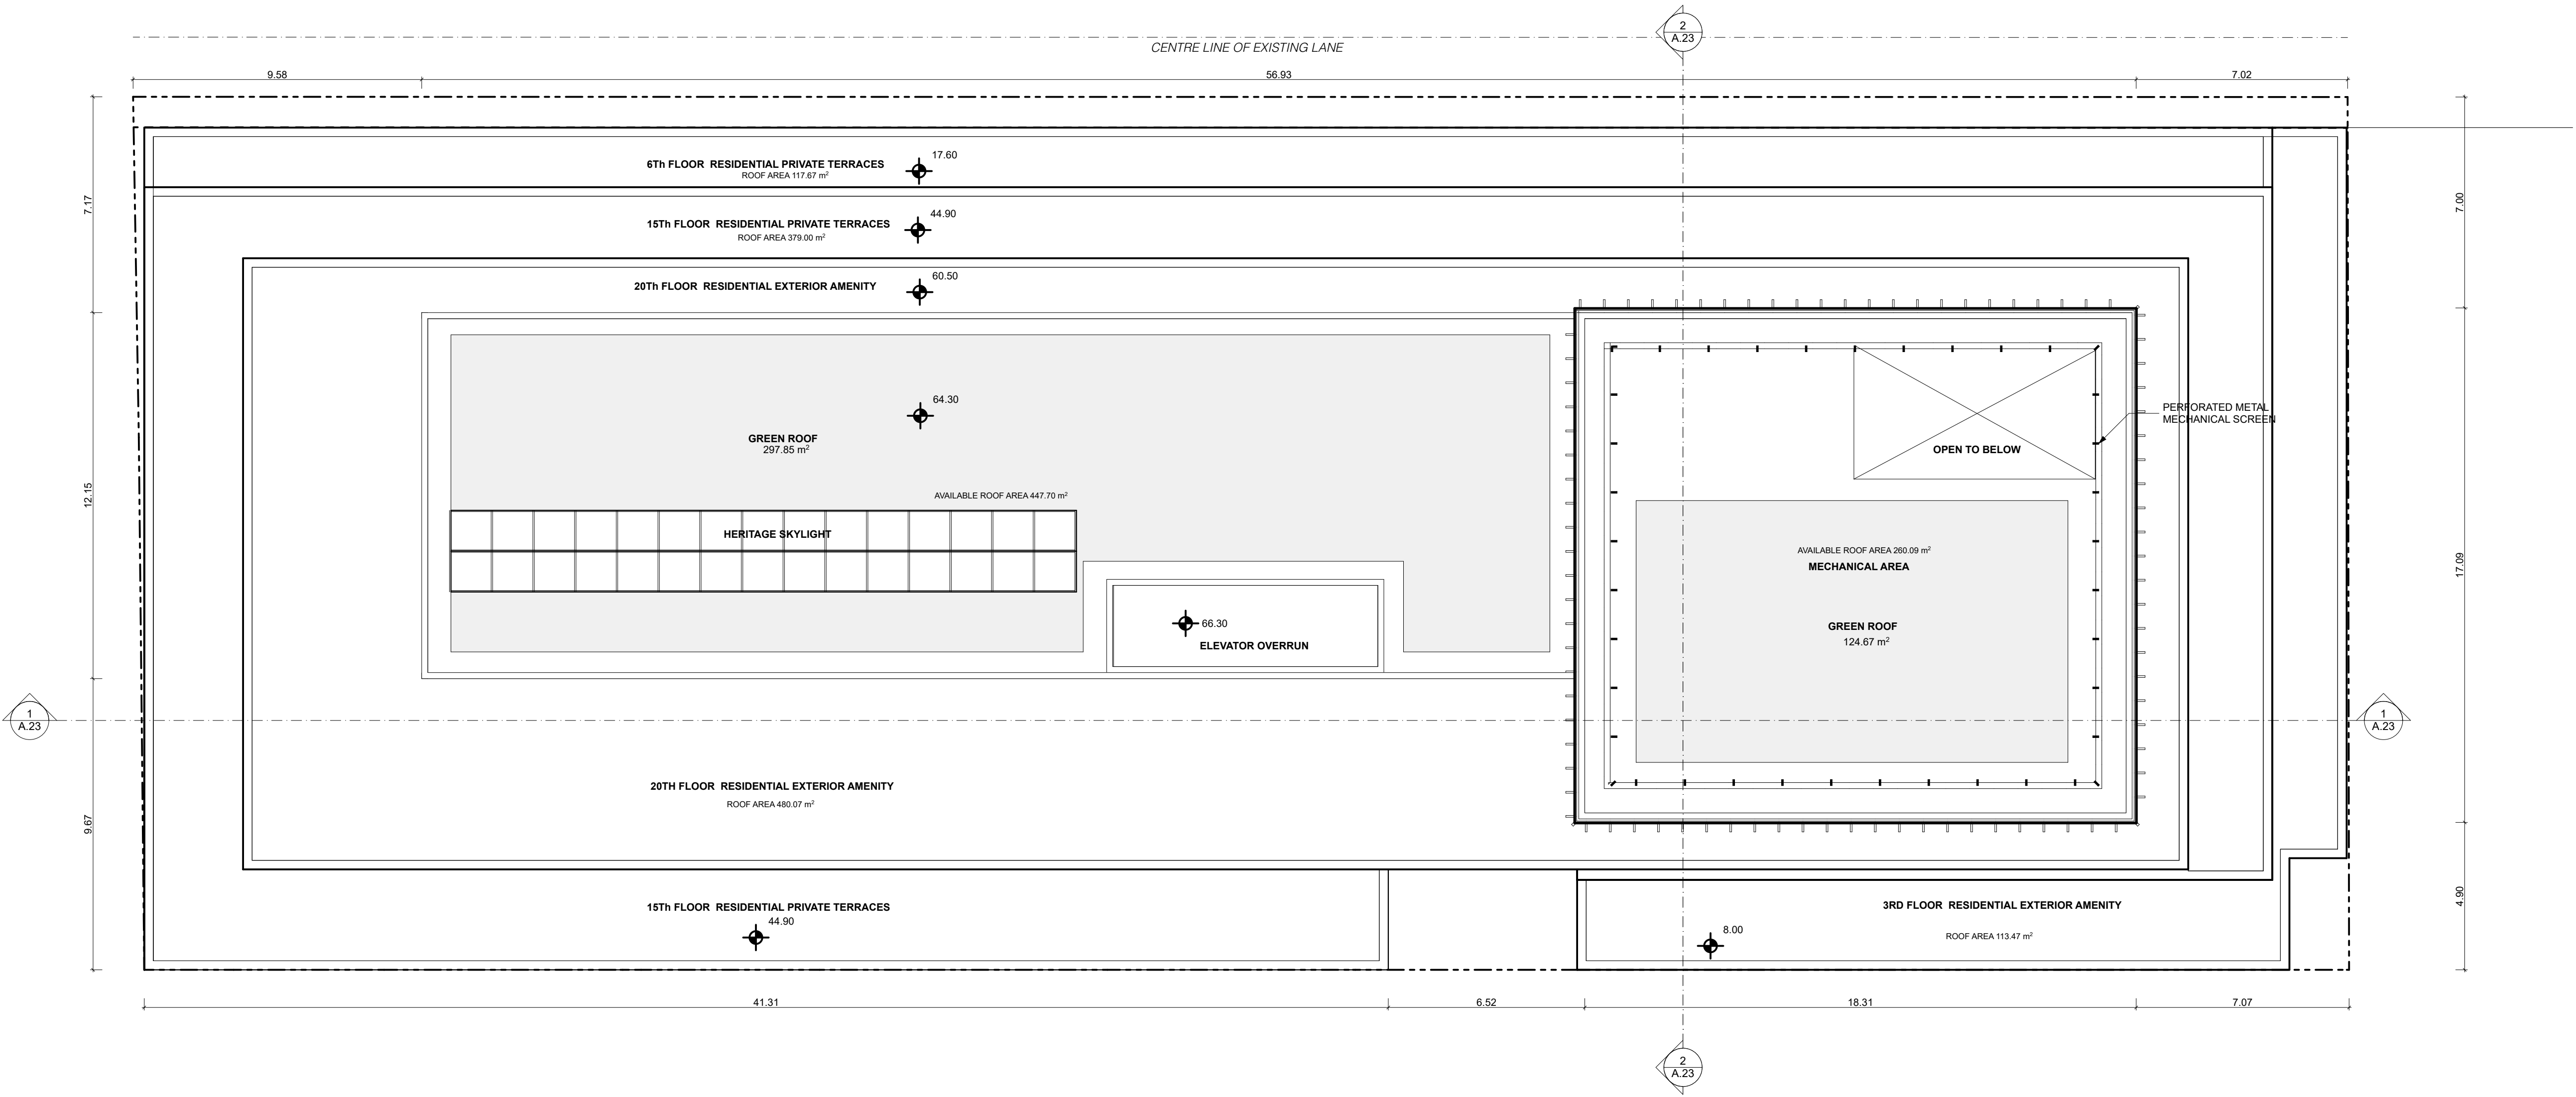 2
A.23
CENTRE LINE OF EXISTING LANE
9.58
56.93
7.02
6Th FLOOR  RESIDENTIAL PRIVATE TERRACES
ROOF AREA 117.67 m²
17.60
7.17
7.00
15Th FLOOR  RESIDENTIAL PRIVATE TERRACES
ROOF AREA 379.00 m²
44.90
20Th FLOOR  RESIDENTIAL EXTERIOR AMENITY
60.50
64.30
GREEN ROOF
297.85 m²
PERFORATED METAL
MECHANICAL SCREEN
OPEN TO BELOW
12.15
AVAILABLE ROOF AREA 447.70 m²
HERITAGE SKYLIGHT
AVAILABLE ROOF AREA 260.09 m²
MECHANICAL AREA
17.09
66.30
ELEVATOR OVERRUN
GREEN ROOF
124.67 m²
1
A.23
1
A.23
20TH FLOOR  RESIDENTIAL EXTERIOR AMENITY
ROOF AREA 480.07 m²
9.67
15Th FLOOR  RESIDENTIAL PRIVATE TERRACES
44.90
3RD FLOOR  RESIDENTIAL EXTERIOR AMENITY
ROOF AREA 113.47 m²
8.00
4.90
41.31
6.52
18.31
7.07
2
A.23